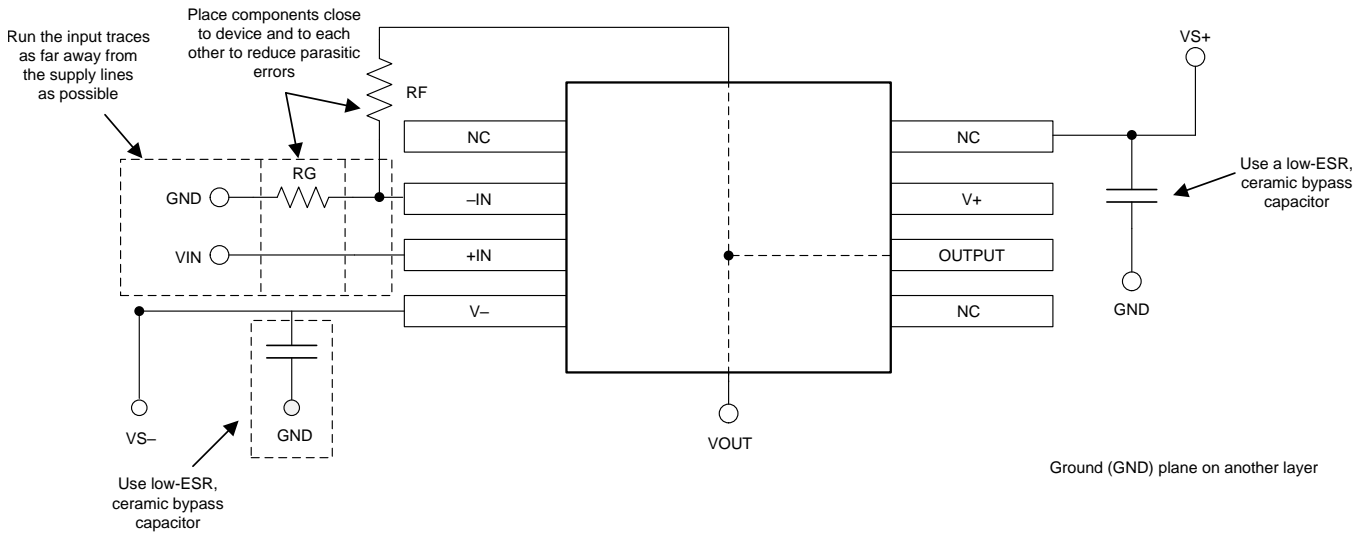 Place components close
to device and to each
other to reduce parasitic
errors
Run the input traces
as far away from
the supply lines
as possible
VS+
RF
NC
NC
Use a low-ESR,
ceramic bypass
capacitor
RG
GND
–IN
V+
VIN
+IN
OUTPUT
V–
NC
GND
VS–
GND
VOUT
Use low-ESR,
ceramic bypass
capacitor
Ground (GND) plane on another layer